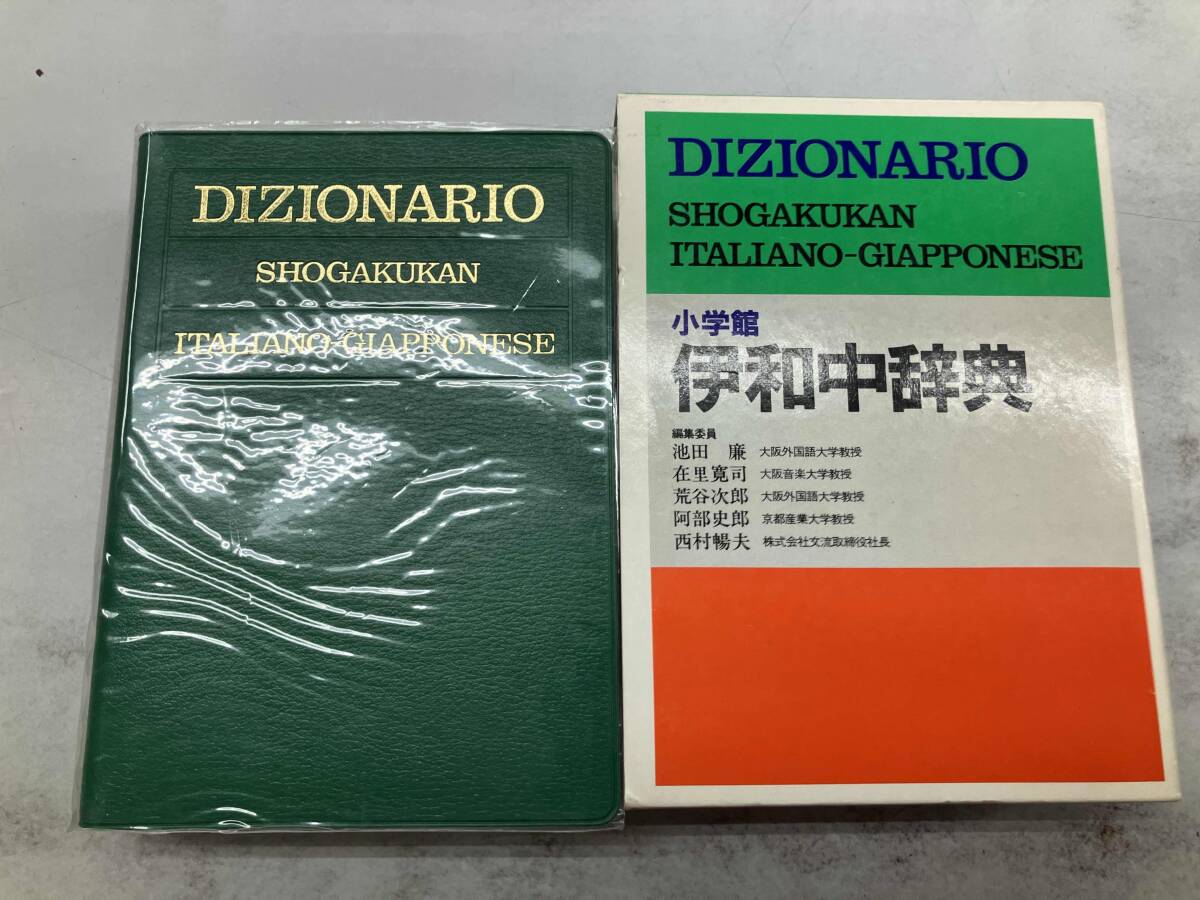 DIZIONARIO
SHOGAKUKAN
ITALIANO-GIAPPONESE
DIZIONARIO
SHOGAKUKAN
ITALIANO-GIAPPONESE
小学館
伊和中辞典
編集委員
池田 廉 大阪外国語大学教授
在里寛司 大阪音楽大学教授
荒谷次郎 大阪外国語大学教授
阿部史郎 京都産業大学教授
西村暢夫 株式会社文流取締役社長